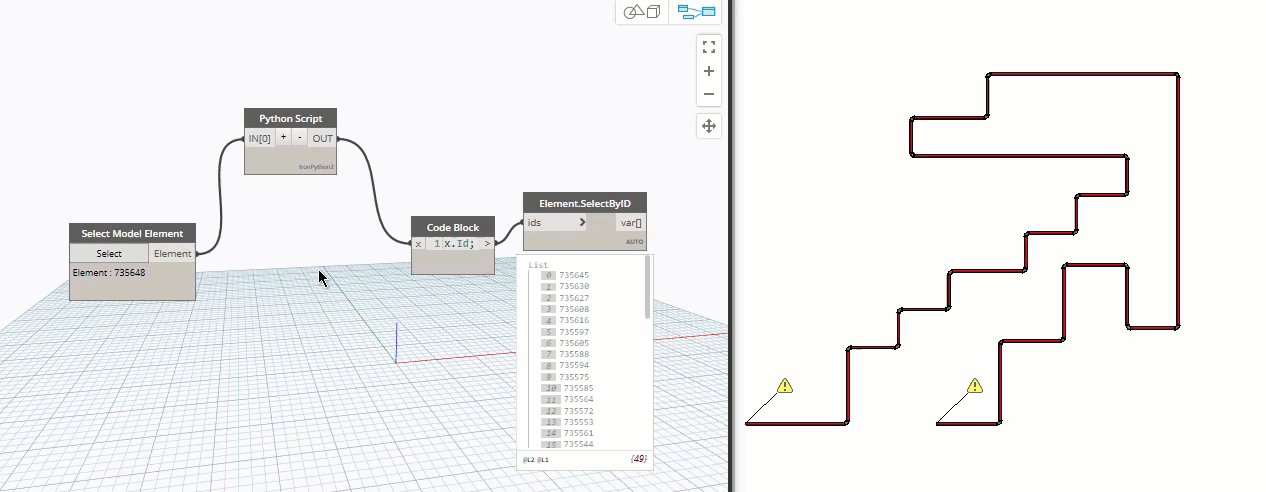 Python Script
IN[0] + - OUT
IronPython2
Select Model Element
Select Element
Element : 735648
Code Block
x 1 x.Id; >
Element.SelectByID
ids > var[]
AUTO
List
0 735645
1 735630
2 735627
3 735608
4 735616
5 735597
6 735605
7 735588
8 735594
9 735575
10 735585
11 735564
12 735572
13 735553
14 735561
15 735544
@L2 @L1 {49}